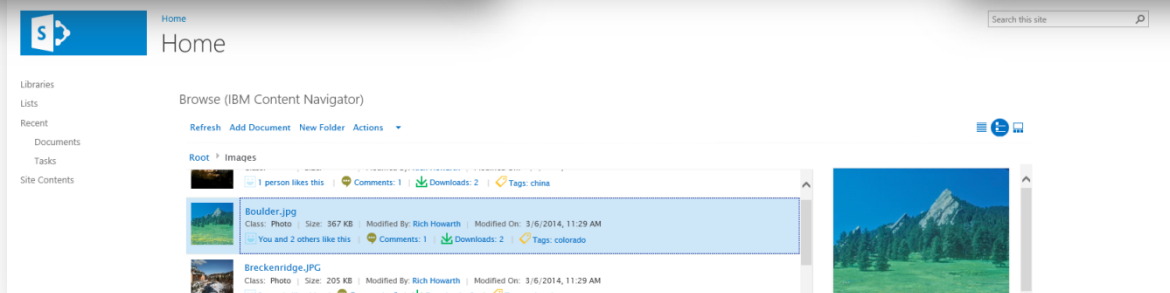 S
Home
Home
Search this site
Libraries
Lists
Recent
Documents
Tasks
Site Contents
Browse (IBM Content Navigator)
Refresh Add Document New Folder Actions
Root Images
1 person likes this | Comments: 1 | Downloads: 2 | Tags: china
Boulder.jpg
Class: Photo | Size: 367 KB | Modified By: Rich Howarth | Modified On: 3/6/2014, 11:29 AM
You and 2 others like this | Comments: 1 | Downloads: 2 | Tags: colorado
Breckenridge.JPG
Class: Photo | Size: 205 KB | Modified By: Rich Howarth | Modified On: 3/6/2014, 11:29 AM